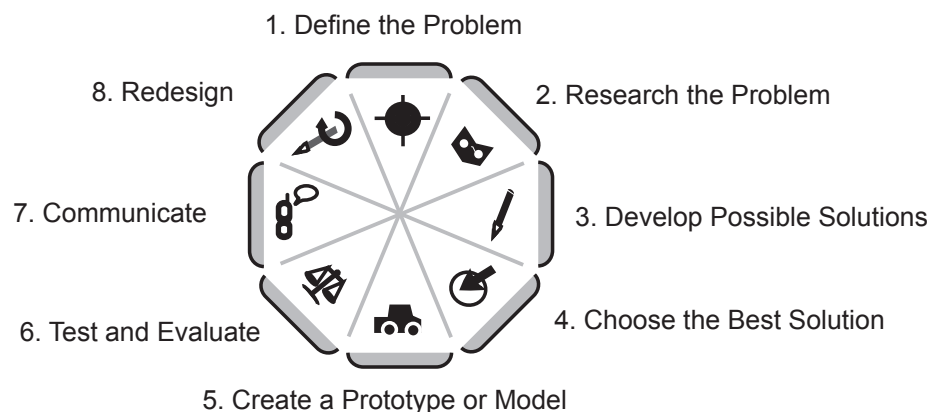 1. Define the Problem
2. Research the Problem
3. Develop Possible Solutions
4. Choose the Best Solution
5. Create a Prototype or Model
6. Test and Evaluate
7. Communicate
8. Redesign